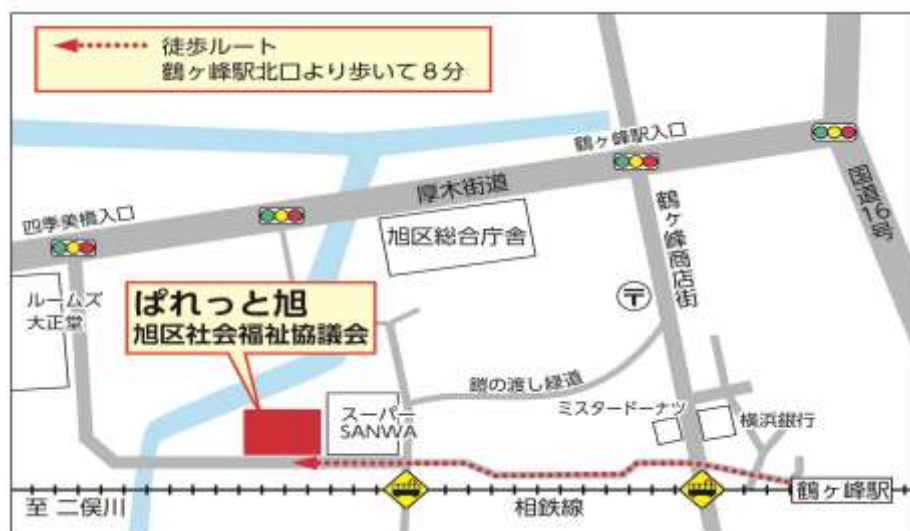 徒歩ルート
鶴ヶ峰駅北口より歩いて8分
鶴ヶ峰駅入口
厚木街道
国道16号
四季美橋入口
旭区総合庁舎
鶴ヶ峰商店街
ルームズ
大正堂
ぱれっと旭
旭区社会福祉協議会
〒
鎧の渡し緑道
スーパー
SANWA
ミスタードーナツ
横浜銀行
至 二俣川
相鉄線
鶴ヶ峰駅